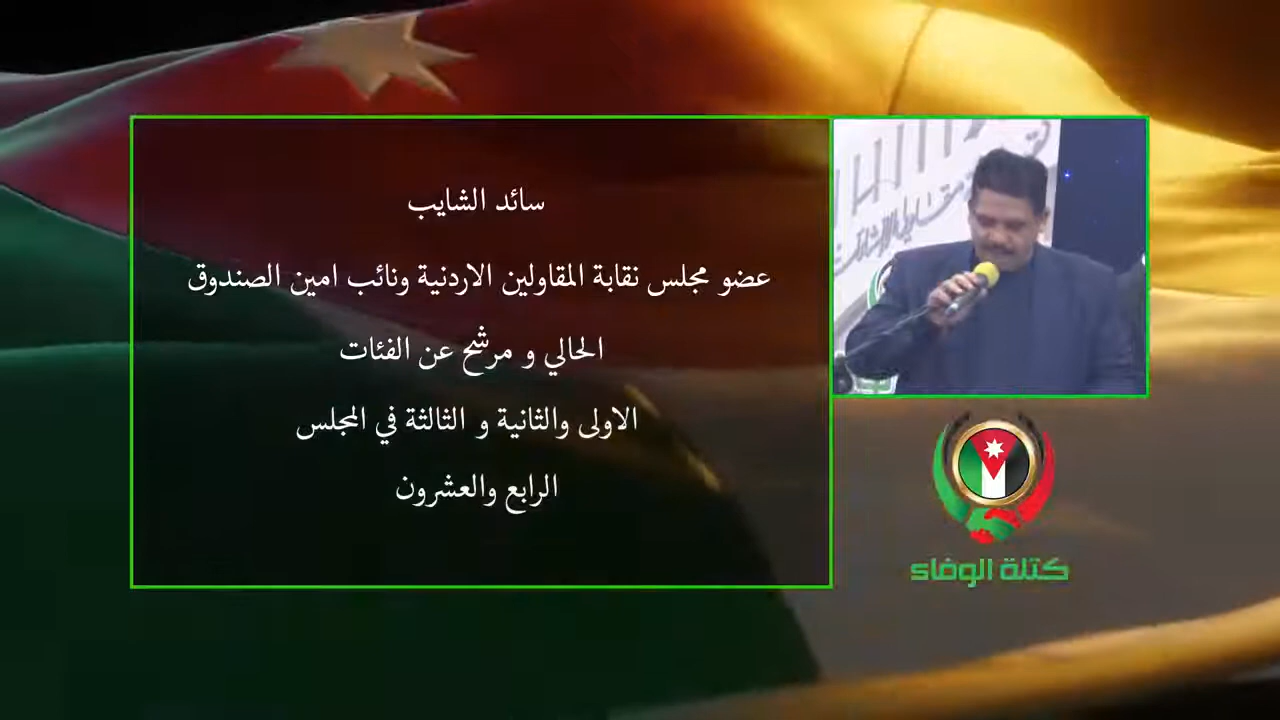 سائد الشايب
عضو مجلس نقابة المقاولين الاردنية ونائب امين الصندوق
الحالي و مرشح عن الفئات
الاولى والثانية و الثالثة في المجلس
الرابع والعشرون
كتلة الوفاء